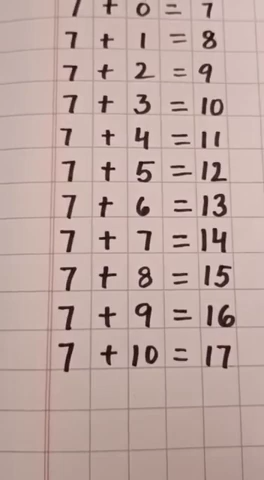 7 + 0 = 7
7 + 1 = 8
7 + 2 = 9
7 + 3 = 10
7 + 4 = 11
7 + 5 = 12
7 + 6 = 13
7 + 7 = 14
7 + 8 = 15
7 + 9 = 16
7 + 10 = 17